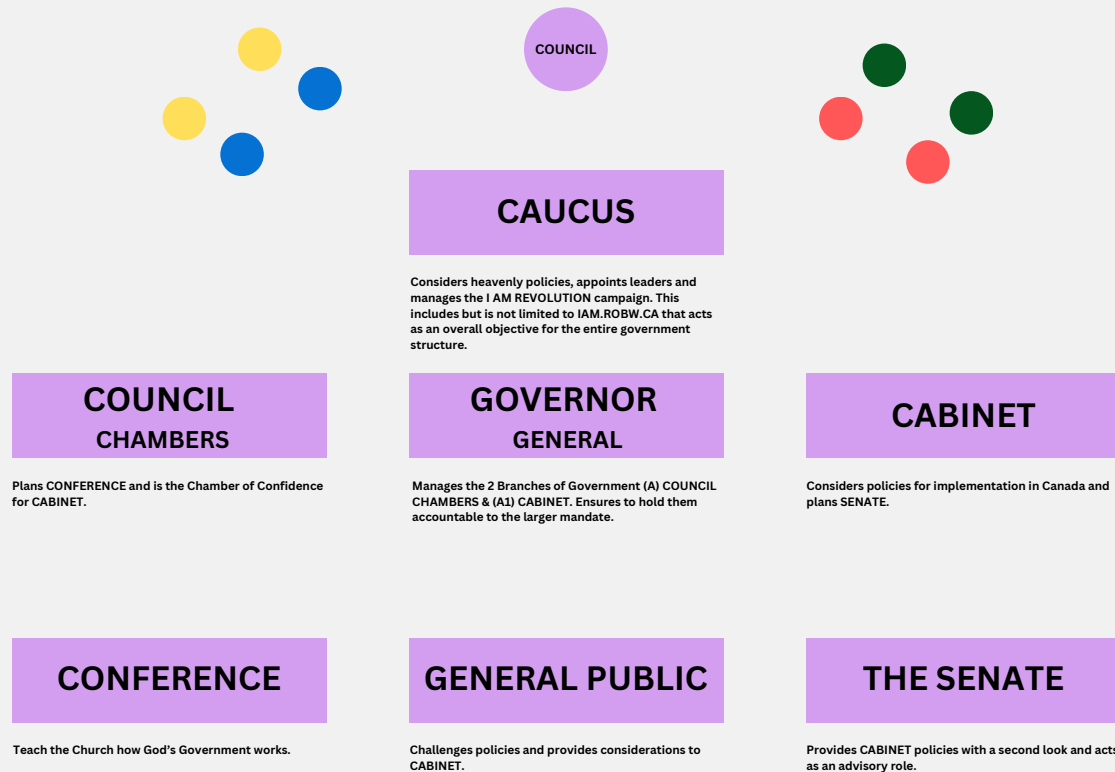 COUNCIL
CAUCUS
Considers heavenly policies, appoints leaders and
manages the I AM REVOLUTION campaign. This
includes but is not limited to IAM.ROBW.CA that acts
as an overall objective for the entire government
structure.
COUNCIL
CHAMBERS
Plans CONFERENCE and is the Chamber of Confidence
for CABINET.
GOVERNOR
GENERAL
Manages the 2 Branches of Government (A) COUNCIL
CHAMBERS & (A1) CABINET. Ensures to hold them
accountable to the larger mandate.
CABINET
Considers policies for implementation in Canada and
plans SENATE.
CONFERENCE
Teach the Church how God’s Government works.
GENERAL PUBLIC
Challenges policies and provides considerations to
CABINET.
THE SENATE
Provides CABINET policies with a second look and acts
as an advisory role.